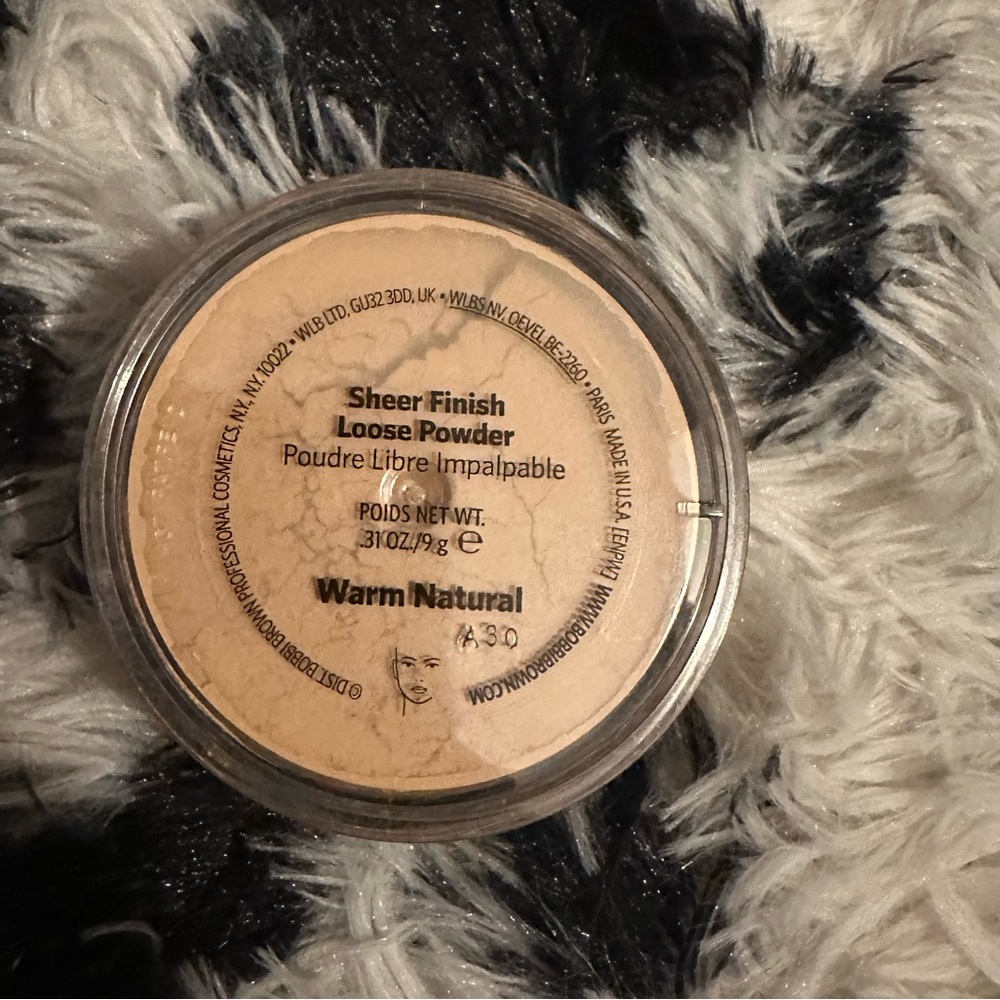 Sheer Finish
Loose Powder
Poudre Libre Impalpable
POIDS NET WT.
.31 OZ./9 g e
Warm Natural
A30
© DIST. BOBBI BROWN PROFESSIONAL COSMETICS, N.Y., N.Y. 10022 • WLB LTD, GU32 3DD, UK • WLBS NV, OEVEL BE-2260 • PARIS MADE IN U.S.A. [ENPW] WWW.BOBBIBROWN.COM